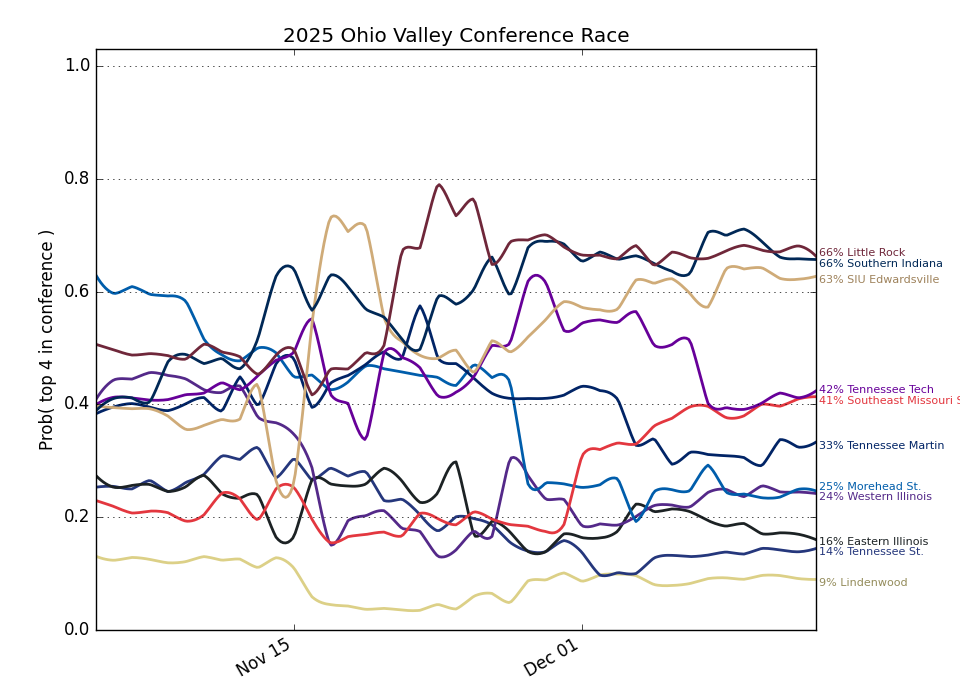 2025 Ohio Valley Conference Race
Prob( top 4 in conference )
1.0
0.8
0.6
0.4
0.2
0.0
Nov 15
Dec 01
66% Little Rock
66% Southern Indiana
63% SIU Edwardsville
42% Tennessee Tech
41% Southeast Missouri S
33% Tennessee Martin
25% Morehead St.
24% Western Illinois
16% Eastern Illinois
14% Tennessee St.
9% Lindenwood